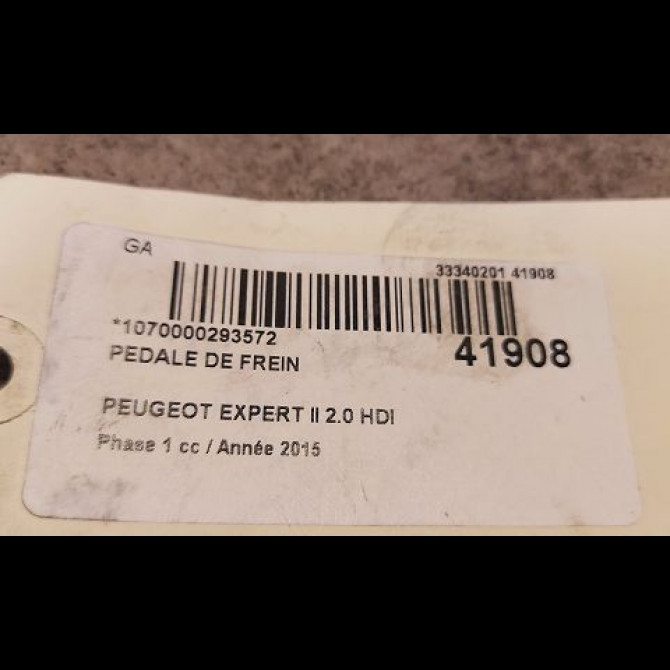 GA
33340201 41908
*1070000293572
41908
PEDALE DE FREIN
PEUGEOT EXPERT II 2.0 HDI
Phase 1 cc / Année 2015